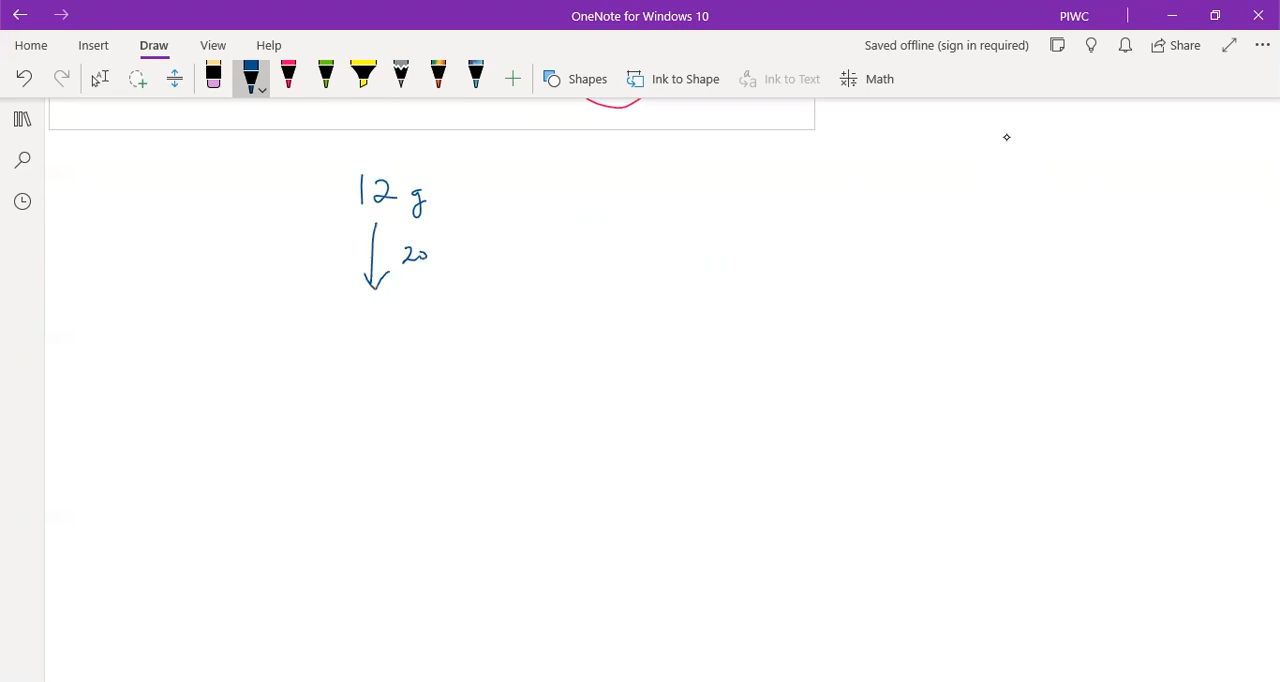 OneNote for Windows 10
PIWC
Home Insert Draw View Help
Saved offline (sign in required)
Share
Shapes
Ink to Shape
Ink to Text
Math
12 g
20